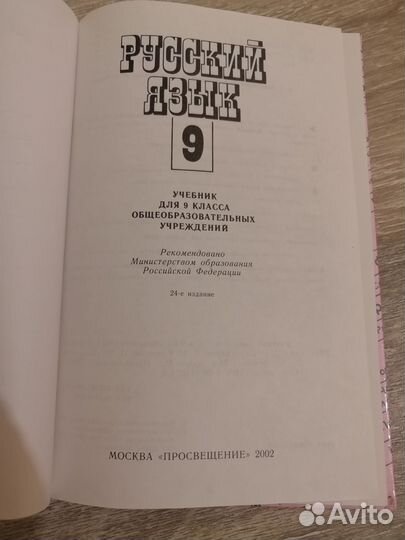 РУССКИЙ
ЯЗЫК
9
УЧЕБНИК
ДЛЯ 9 КЛАССА
ОБЩЕОБРАЗОВАТЕЛЬНЫХ
УЧРЕЖДЕНИЙ
Рекомендовано
Министерством образования
Российской Федерации
24-е издание
МОСКВА «ПРОСВЕЩЕНИЕ» 2002
Avito